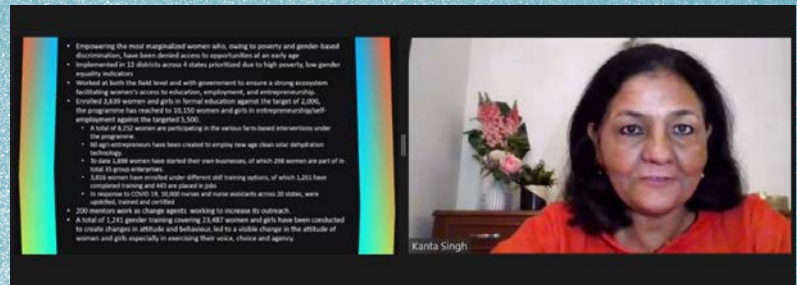 • Empowering the most marginalized women who, owing to poverty and gender-based
discrimination, have been denied access to opportunities at an early age
• Implemented in 12 districts across 4 states prioritized due to high poverty, low gender
equality indicators
• Worked at both the field level and with government to ensure a strong ecosystem
facilitating women's access to education, employment, and entrepreneurship.
• Enrolled 3,639 women and girls in formal education against the target of 2,000,
the programme has reached to 10,150 women and girls in entrepreneurship/self-
employment against the targeted 5,500.
• A total of 8,252 women are participating in the various farm-based interventions under
the programme.
• 60 agri-entrepreneurs have been created to employ new age clean solar dehydration
technology.
• To date 1,898 women have started their own businesses, of which 298 women are part of in
total 35 group enterprises.
• 3,816 women have enrolled under different skill training options, of which 1,261 have
completed training and 443 are placed in jobs
• In response to COVID 19, 10,000 nurses and nurse assistants across 20 states, were
upskilled, trained and certified
• 200 mentors work as change agents working to increase its outreach.
• A total of 1,241 gender training covering 23,487 women and girls have been conducted
to create changes in attitude and behaviour, led to a visible change in the attitude of
women and girls especially in exercising their voice, choice and agency.
Kanta Singh